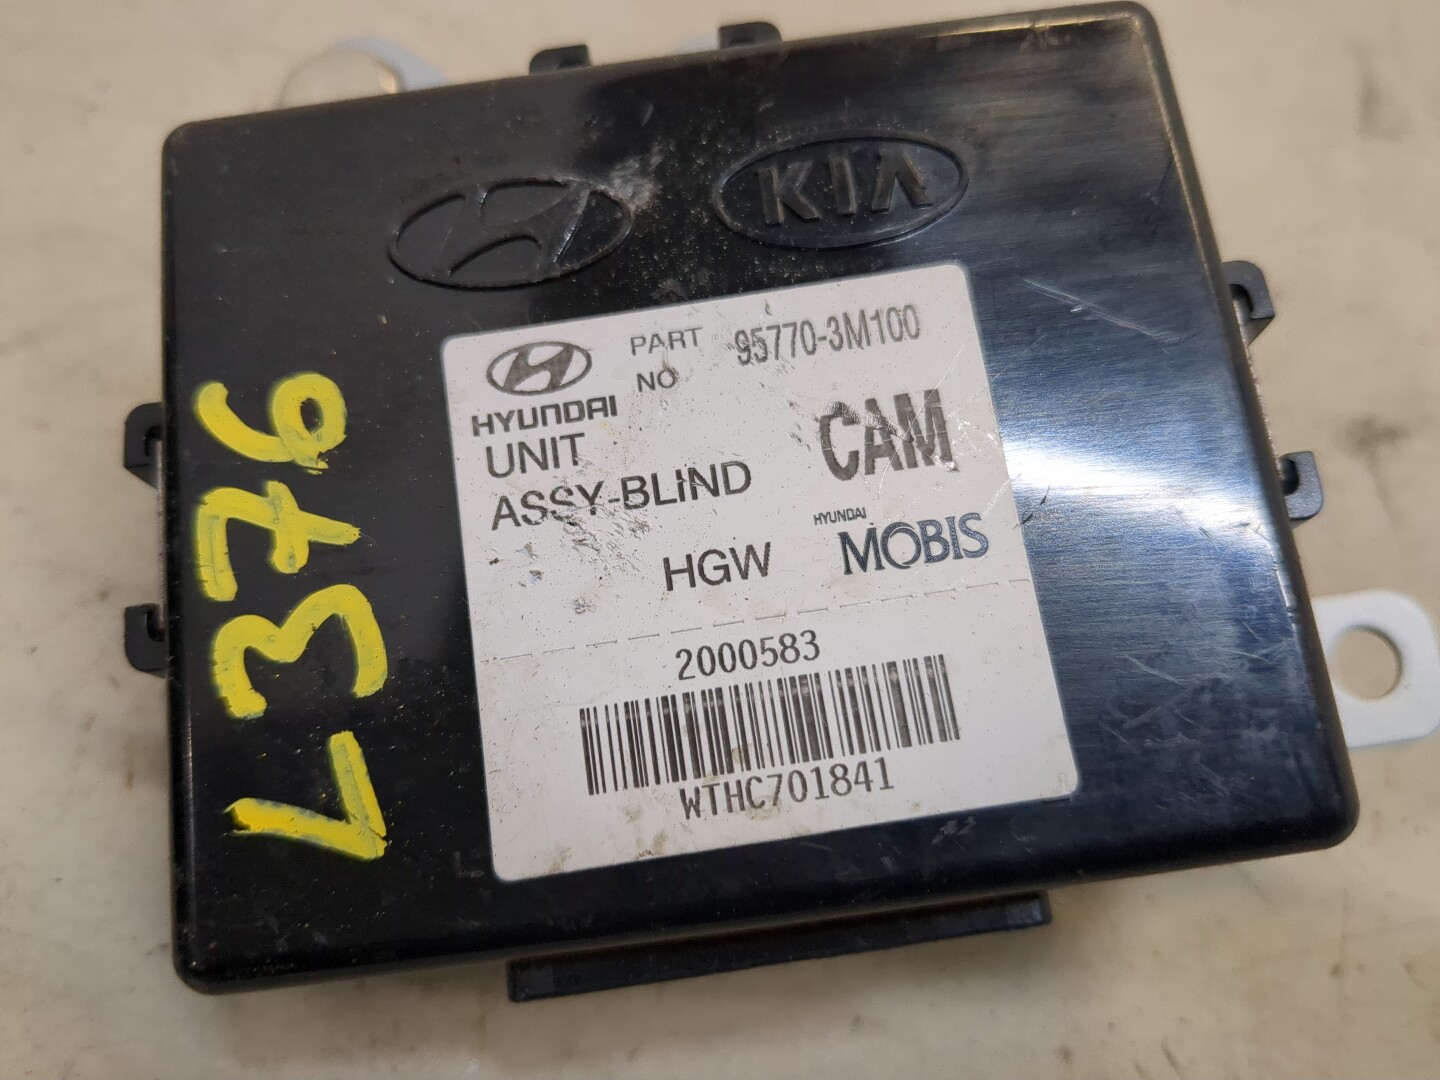 KIA
PART NO 95770-3M100
HYUNDAI
UNIT
ASSY-BLIND
CAM
HGW
HYUNDAI
MOBIS
2000583
WTHC701841
L376